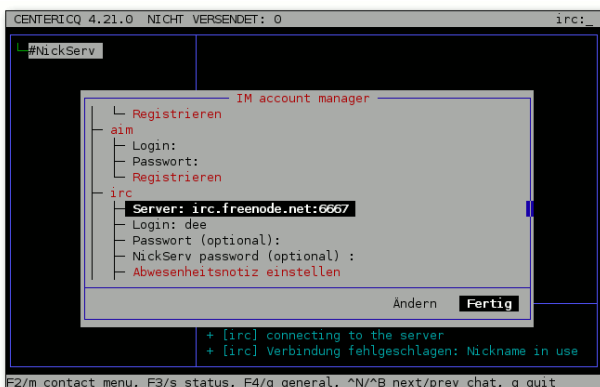 CENTERICQ 4.21.0 NICHT VERSENDET: 0 irc:_
#NickServ
IM account manager
Registrieren
aim
Login:
Passwort:
Registrieren
irc
Server: irc.freenode.net:6667
Login: dee
Passwort (optional):
NickServ password (optional) :
Abwesenheitsnotiz einstellen
Ändern Fertig
+ [irc] connecting to the server
+ [irc] Verbindung fehlgeschlagen: Nickname in use
F2/m contact menu, F3/s status, F4/g general, ^N/^B next/prev chat, q quit